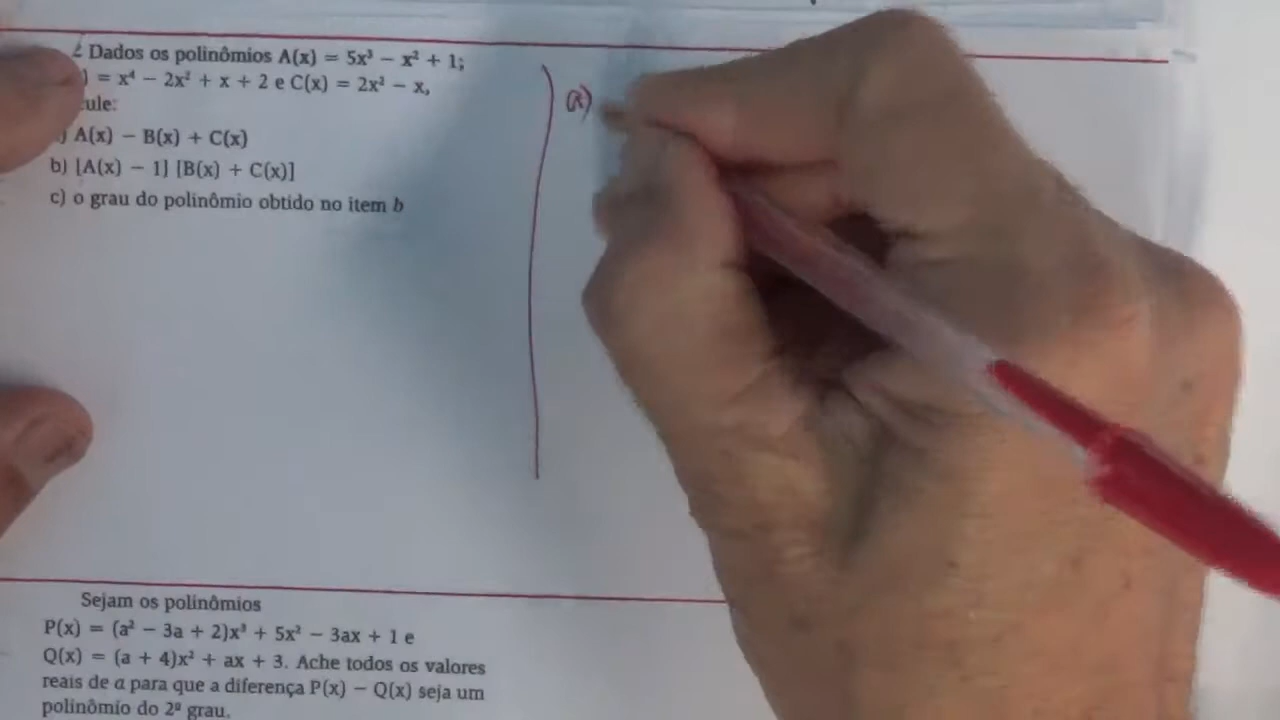 2 Dados os polinômios A(x) = 5x³ − x² + 1;
) = x⁴ − 2x² + x + 2 e C(x) = 2x² − x,
cule:
) A(x) − B(x) + C(x)
b) [A(x) − 1] [B(x) + C(x)]
c) o grau do polinômio obtido no item b
a)
Sejam os polinômios
P(x) = (a² − 3a + 2)x³ + 5x² − 3ax + 1 e
Q(x) = (a + 4)x² + ax + 3. Ache todos os valores
reais de a para que a diferença P(x) − Q(x) seja um
polinômio do 2º grau.